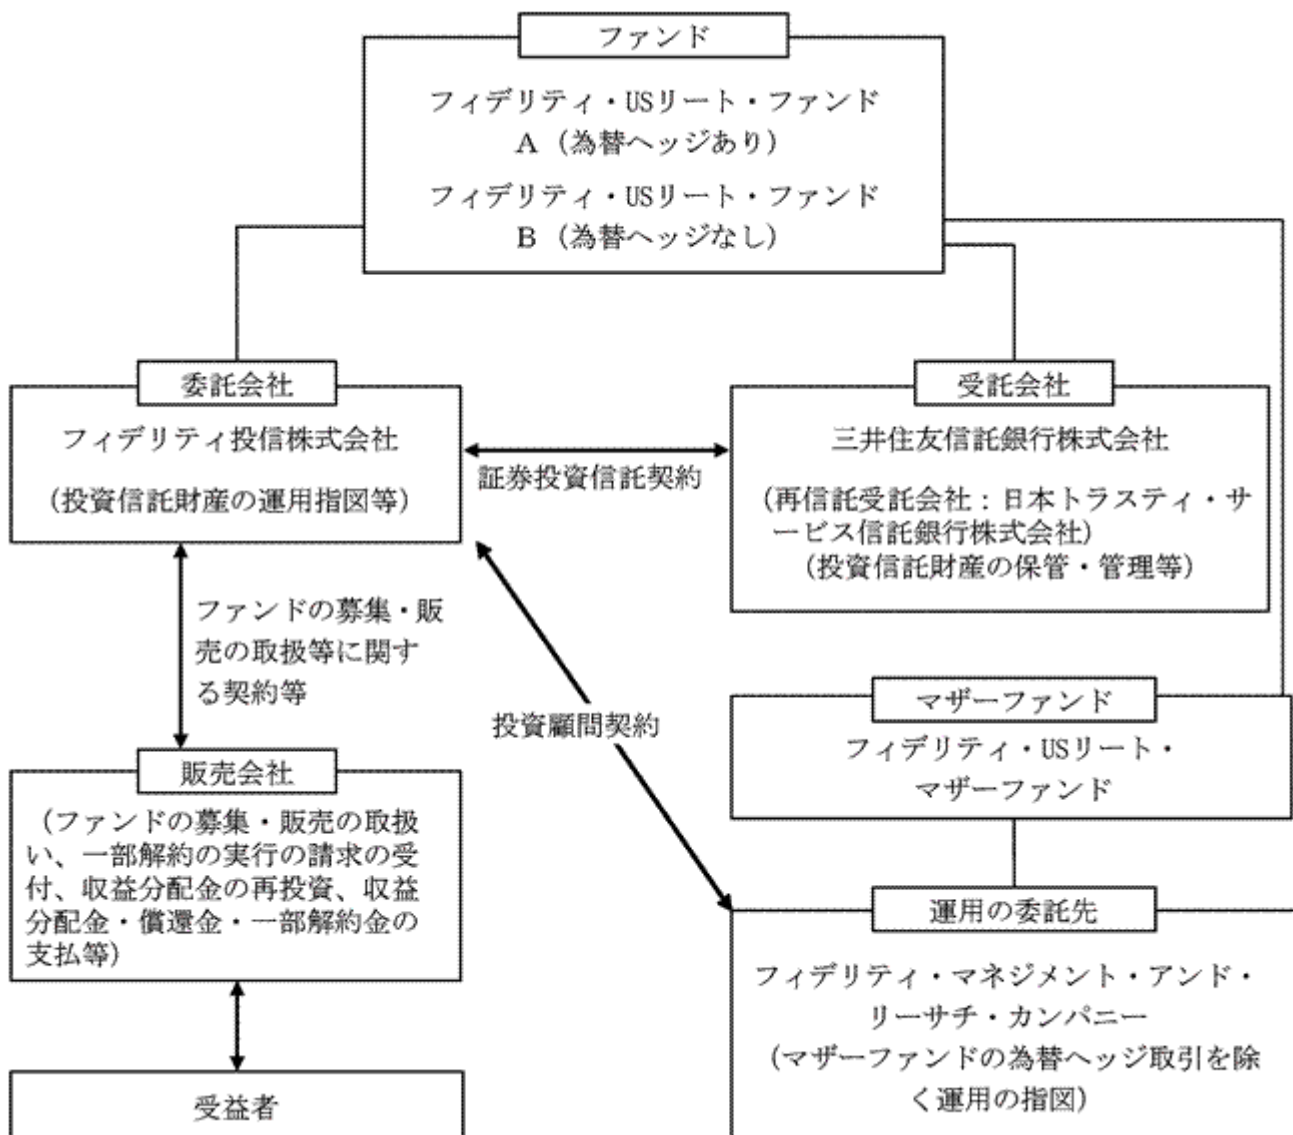 ファンド
フィデリティ・USリート・ファンド
A（為替ヘッジあり）
フィデリティ・USリート・ファンド
B（為替ヘッジなし）
委託会社
フィデリティ投信株式会社
（投資信託財産の運用指図等）
証券投資信託契約
受託会社
三井住友信託銀行株式会社
（再信託受託会社：日本トラスティ・サ
ービス信託銀行株式会社）
（投資信託財産の保管・管理等）
ファンドの募集・販
売の取扱等に関す
る契約等
投資顧問契約
マザーファンド
フィデリティ・USリート・
マザーファンド
販売会社
（ファンドの募集・販売の取扱
い、一部解約の実行の請求の受
付、収益分配金の再投資、収益
分配金・償還金・一部解約金の
支払等）
運用の委託先
フィデリティ・マネジメント・アンド・
リーサチ・カンパニー
（マザーファンドの為替ヘッジ取引を除
く運用の指図）
受益者